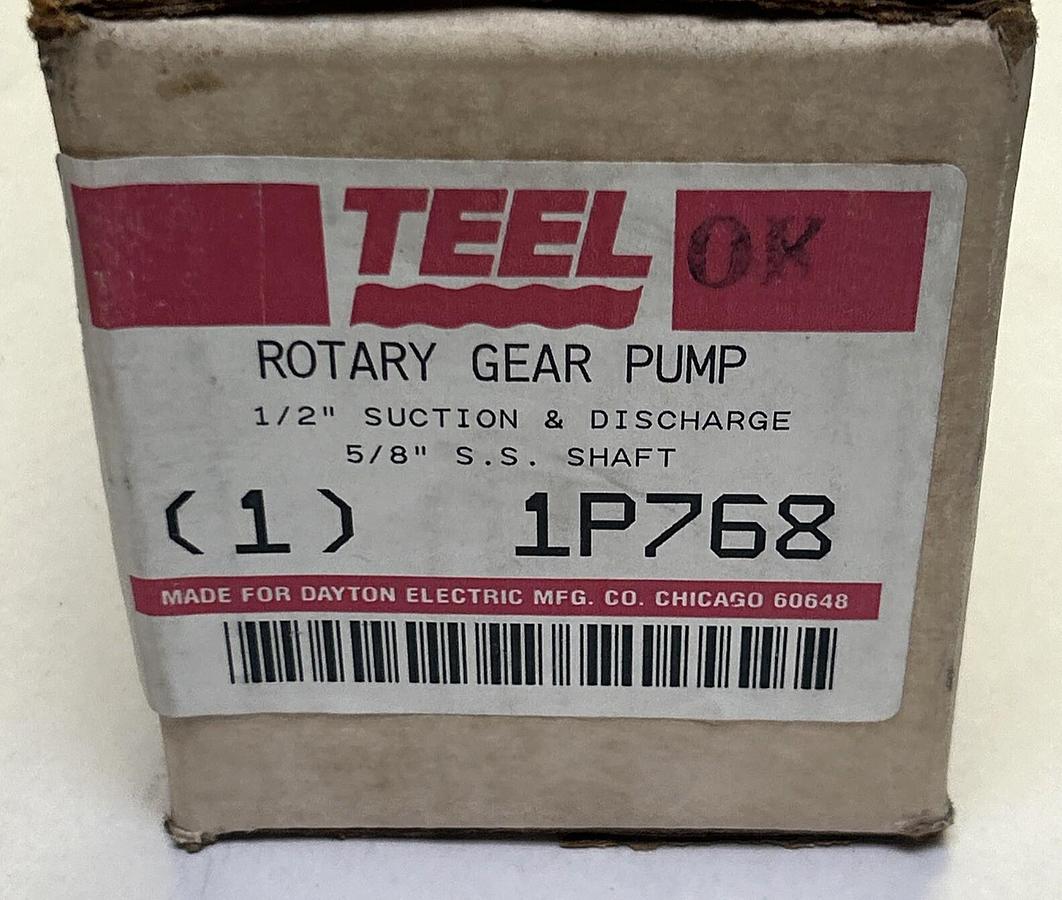 TEEL
OK
ROTARY GEAR PUMP
1/2" SUCTION & DISCHARGE
5/8" S.S. SHAFT
(1) 1P768
MADE FOR DAYTON ELECTRIC MFG. CO. CHICAGO 60648